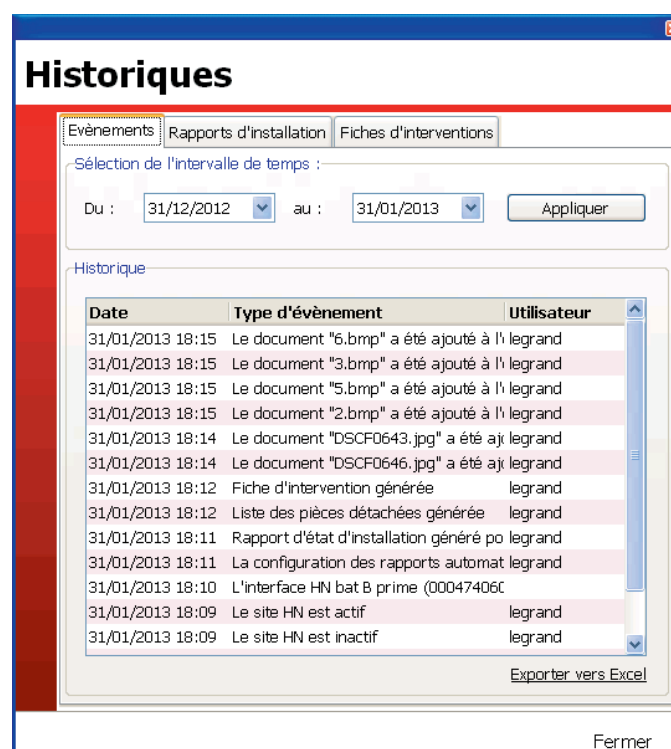 Historiques
Evènements Rapports d'installation Fiches d'interventions
Sélection de l'intervalle de temps :
Du : 31/12/2012 au : 31/01/2013 Appliquer
Historique
Date Type d'évènement Utilisateur
31/01/2013 18:15 Le document "6.bmp" a été ajouté à l' legrand
31/01/2013 18:15 Le document "3.bmp" a été ajouté à l' legrand
31/01/2013 18:15 Le document "5.bmp" a été ajouté à l' legrand
31/01/2013 18:15 Le document "2.bmp" a été ajouté à l' legrand
31/01/2013 18:14 Le document "DSCF0643.jpg" a été aj legrand
31/01/2013 18:14 Le document "DSCF0646.jpg" a été aj legrand
31/01/2013 18:12 Fiche d'intervention générée legrand
31/01/2013 18:12 Liste des pièces détachées générée legrand
31/01/2013 18:11 Rapport d'état d'installation généré po legrand
31/01/2013 18:11 La configuration des rapports automat legrand
31/01/2013 18:10 L'interface HN bat B prime (00047406
31/01/2013 18:09 Le site HN est actif legrand
31/01/2013 18:09 Le site HN est inactif legrand
Exporter vers Excel
Fermer